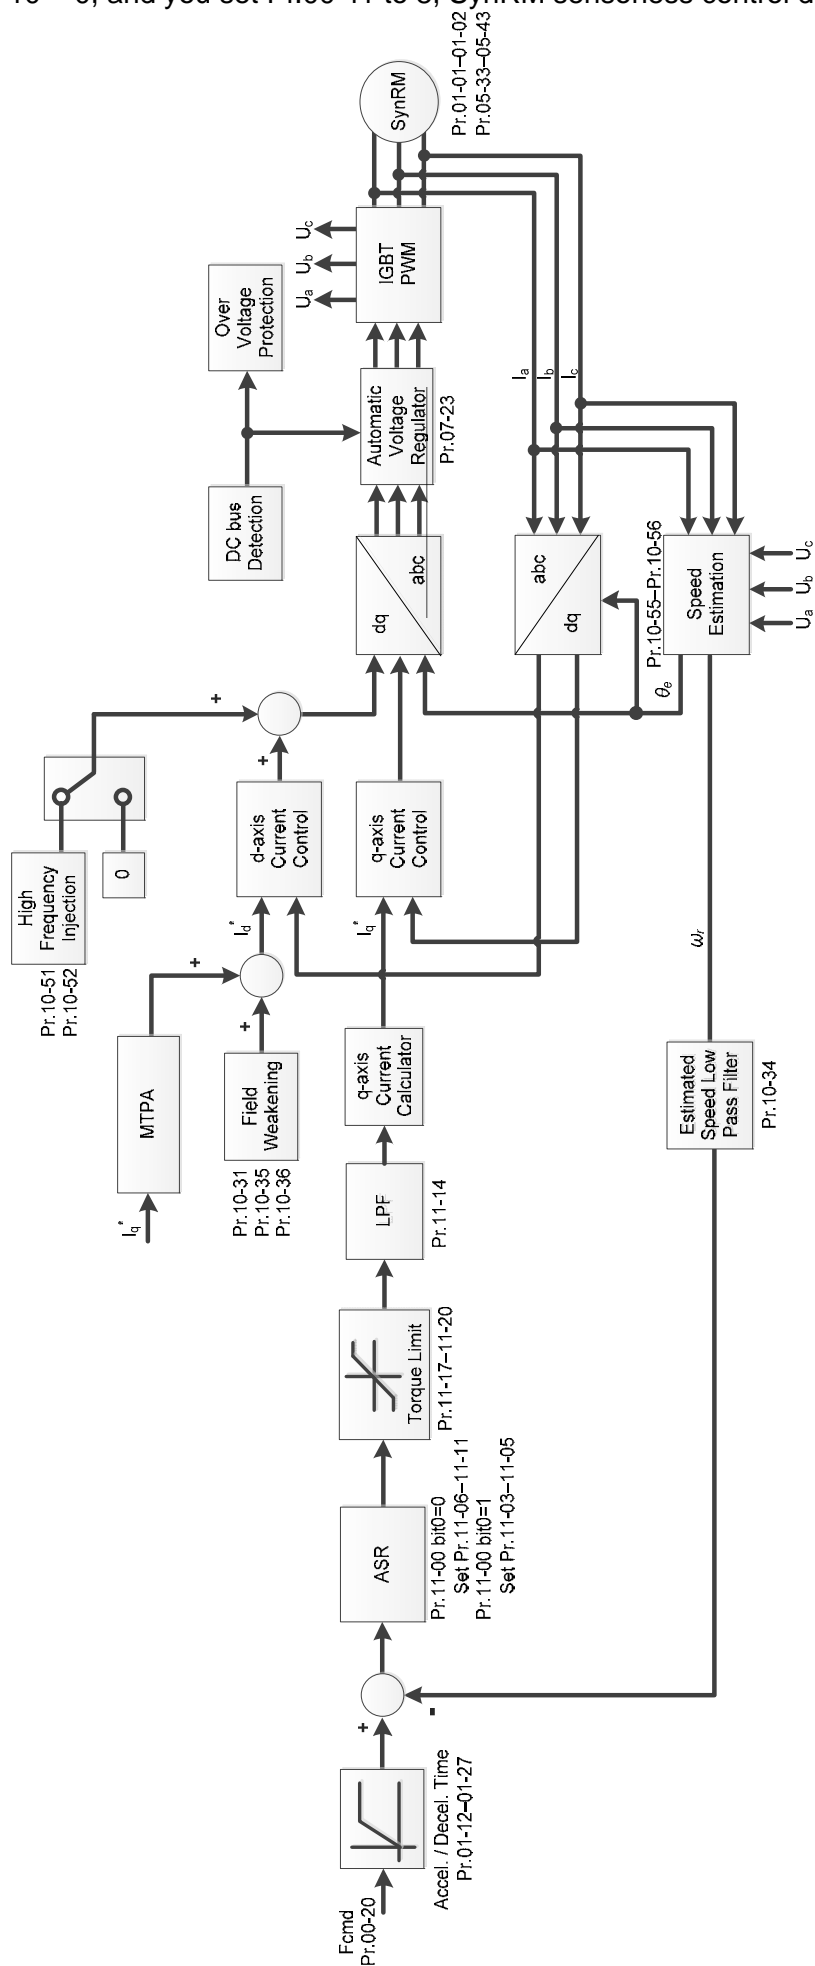 10 – 0, and you set Pr.00-11 to 8, SynRM senseless control d
Fcmd
Pr.00-20
Accel. / Decel. Time
Pr.01-12–01-27
+
-
ASR
Pr.11-00 bit0=0
Set Pr.11-06–11-11
Pr.11-00 bit0=1
Set Pr.11-03–11-05
Torque Limit
Pr.11-17–11-20
LPF
Pr.11-14
q-axis
Current
Calculator
Iq*
MTPA
Iq*
Field
Weakening
Pr.10-31
Pr.10-35
Pr.10-36
+
+
Id*
High
Frequency
Injection
Pr.10-51
Pr.10-52
0
d-axis
Current
Control
q-axis
Current
Control
+
+
dq
abc
DC bus
Detection
Over
Voltage
Protection
Automatic
Voltage
Regulator
Pr.07-23
IGBT
PWM
Ua
Ub
Uc
SynRM
Pr.01-01–01-02
Pr.05-33–05-43
Ia
Ib
Ic
abc
dq
Pr.10-55–Pr.10-56
Speed
Estimation
Ua
Ub
Uc
θe
ωr
Estimated
Speed Low
Pass Filter
Pr.10-34